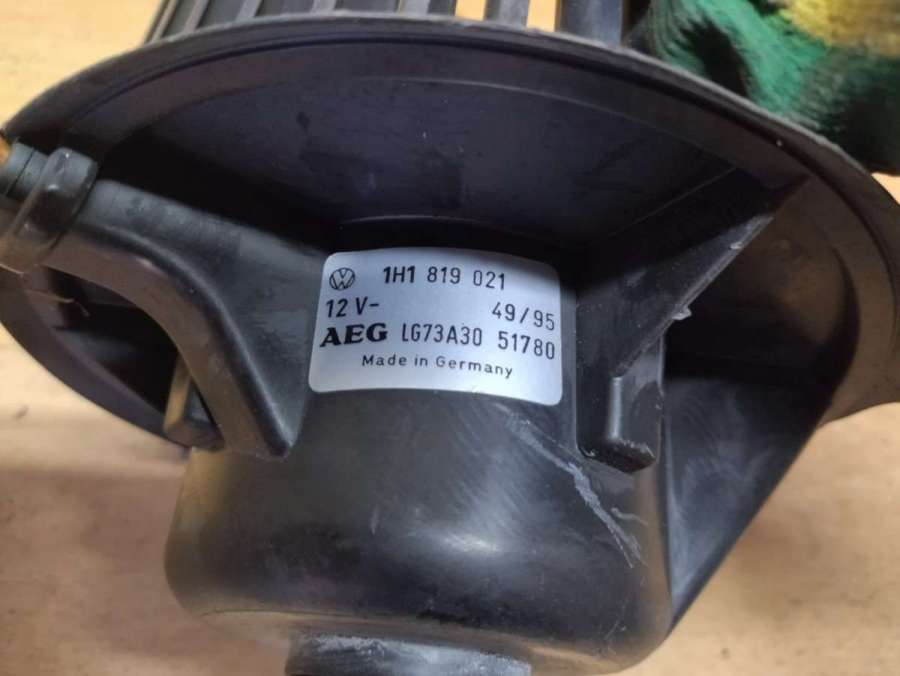 1H1 819 021
12 V- 49/95
AEG LG73A30 51780
Made in Germany